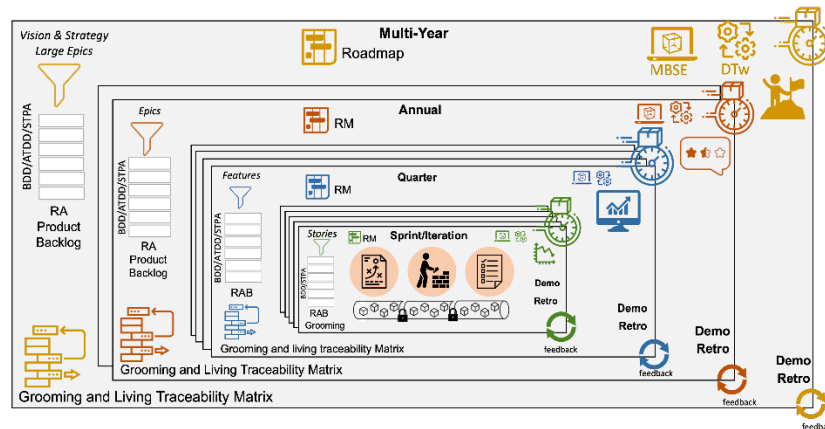 Vision & Strategy
Large Epics
BDD/ATDD/STPA
RA
Product
Backlog
Multi-Year
Roadmap
MBSE
DTw
Epics
BDD/ATDD/STPA
RA
Product
Backlog
Annual
RM
Features
BDD/ATDD/STPA
RAB
Quarter
RM
Stories
BDD/STPA
RAB
Grooming
RM
Sprint/Iteration
Demo
Retro
feedback
Grooming and living traceability Matrix
Demo
Retro
feedback
Grooming and Living Traceability Matrix
Demo
Retro
feedback
Grooming and Living Traceability Matrix
Demo
Retro
feedba